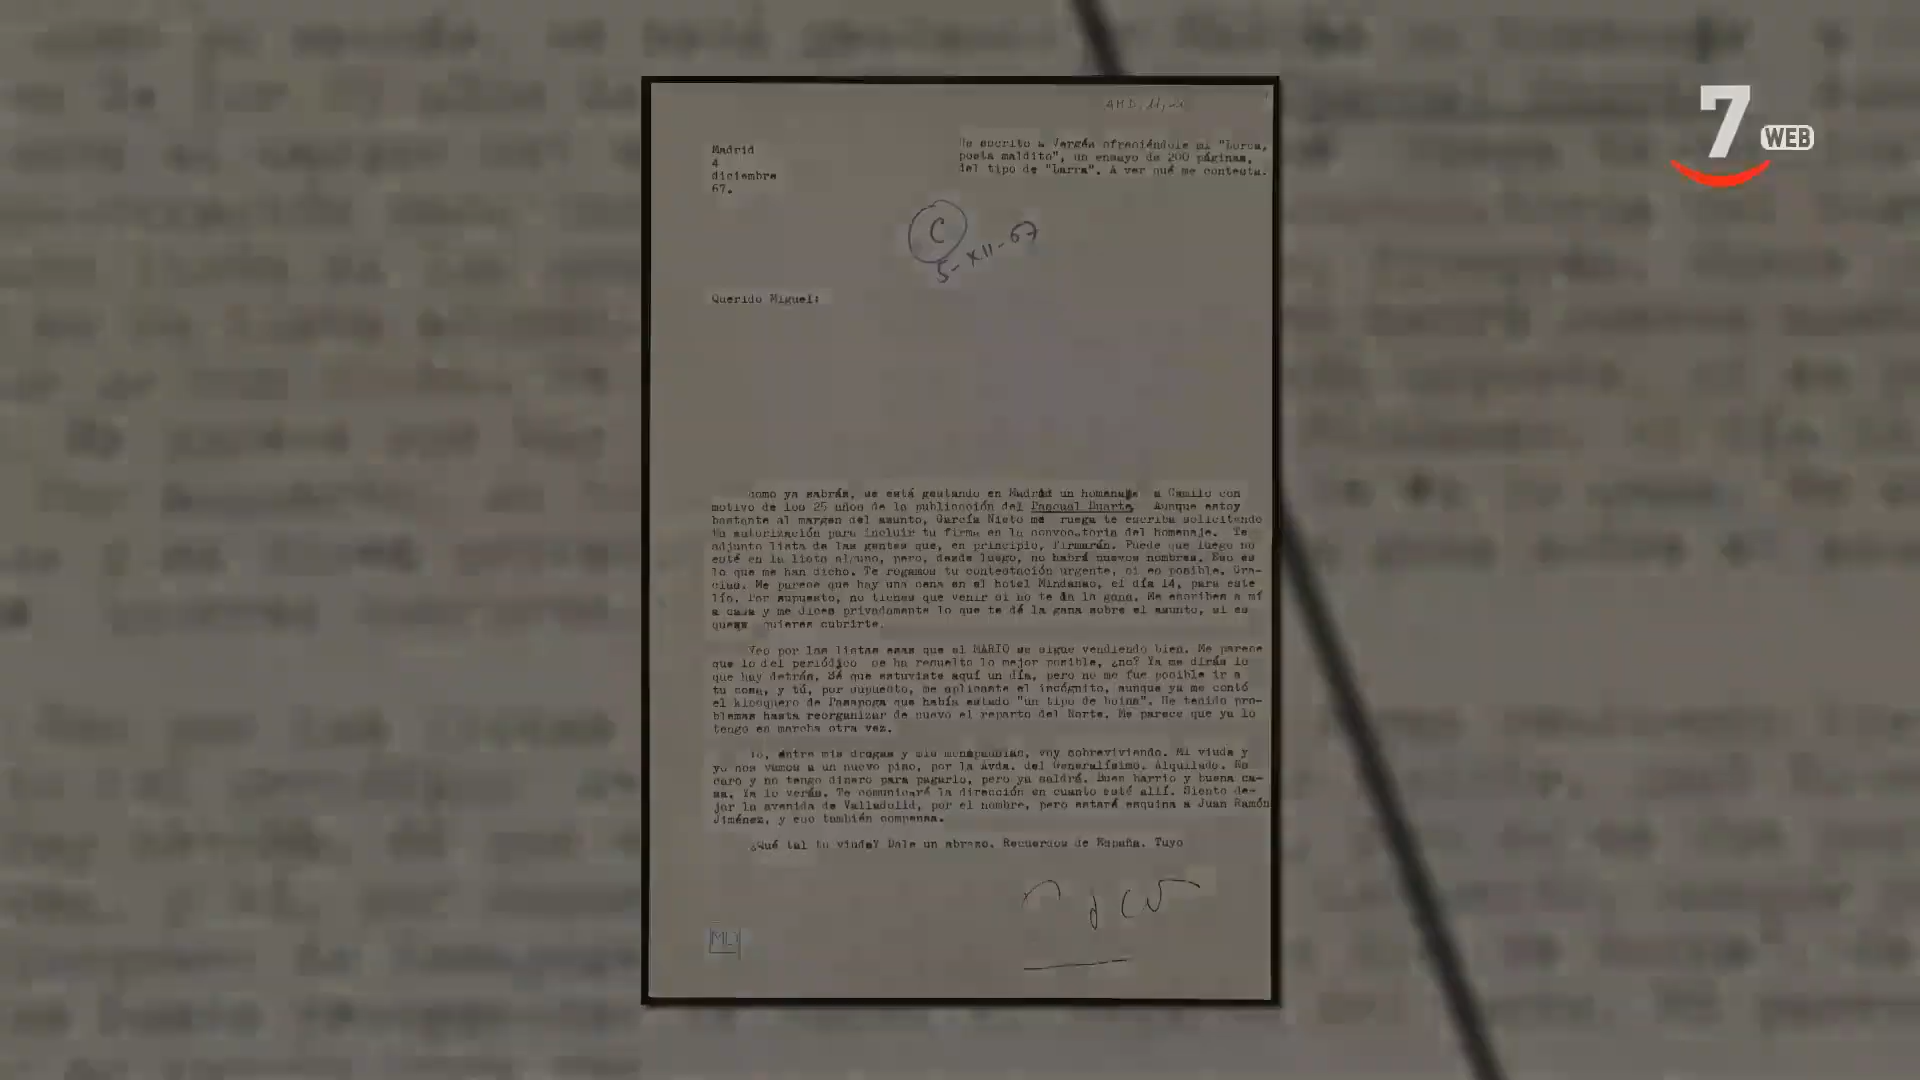 7
WEB
AMD,
Madrid
4
diciembre
67.
He escrito a Vergés ofreciéndole mi "Lorca,
poeta maldito", un ensayo de 200 páginas,
del tipo de "Larra". A ver qué me contesta.
C
5-XII-67
Querido Miguel:
Como ya sabrás, se está gestando en Madrid un homenaje a Camilo con
motivo de los 25 años de la publicación del Pascual Duarte. Aunque estoy
bastante al margen del asunto, García Nieto me ruega te escriba solicitando
tu autorización para incluir tu firma en la convocatoria del homenaje. Te
adjunto lista de las gentes que, en principio, firmarán. Puede que luego no
esté en la lista alguno, pero, desde luego, no habrá nuevos nombres. Eso es
lo que me han dicho. Te rogamos tu contestación urgente, si es posible. Gra-
cias. Me parece que hay una cena en el hotel Mindanao, el día 14, para este
lío. Por supuesto, no tienes que venir si no te da la gana. Me escribes a mí
a casa y me dices privadamente lo que te dé la gana sobre el asunto, si es
que quieres cubrirte.
Veo por las listas esas que el MARIO se sigue vendiendo bien. Me parece
que lo del periódico se ha resuelto lo mejor posible, ¿no? Ya me dirás lo
que hay detrás. Sé que estuviste aquí un día, pero no me fue posible ir a
tu cosa, y tú, por supuesto, me aplicaste el incógnito, aunque ya me contó
el kiosquero de Pasapoga que había estado "un tipo de boina". He tenido pro-
blemas hasta reorganizar de nuevo el reparto del Norte. Me parece que ya lo
tengo en marcha otra vez.
Yo, entre mis drogas y mis menopausias, voy sobreviviendo. Mi viuda y
yo nos vamos a un nuevo piso, por la Avda. del Generalísimo. Alquilado. Es
caro y no tengo dinero para pagarlo, pero ya saldrá. Buen barrio y buena ca-
sa. Ya lo verás. Te comunicaré la dirección en cuanto esté allí. Siento de-
jar la avenida de Valladolid, por el nombre, pero estaré esquina a Juan Ramón
Jiménez, y eso también compensa.
¿Qué tal tu viuda? Dale un abrazo. Recuerdos de España. Tuyo
MD